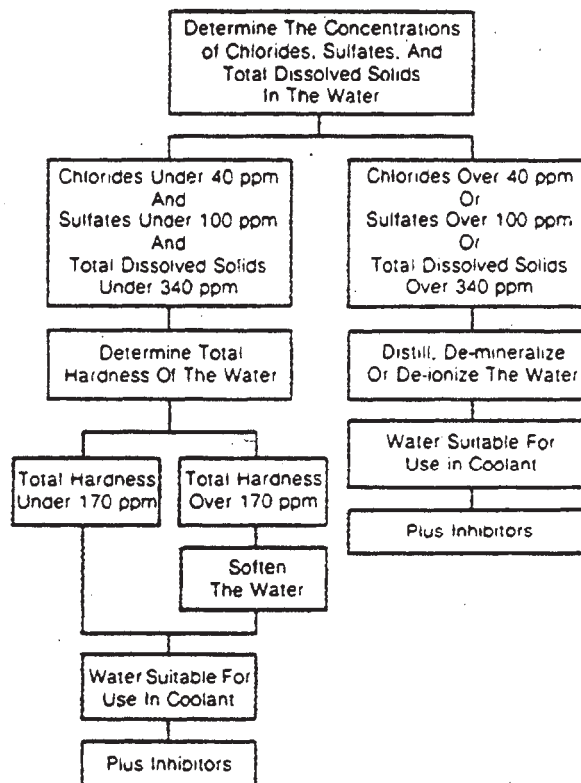 Determine The Concentrations
of Chlorides, Sulfates, And
Total Dissolved Solids
In The Water
Chlorides Under 40 ppm
And
Sulfates Under 100 ppm
And
Total Dissolved Solids
Under 340 ppm
Chlorides Over 40 ppm
Or
Sulfates Over 100 ppm
Or
Total Dissolved Solids
Over 340 ppm
Determine Total
Hardness Of The Water
Distill, De-mineralize
Or De-ionize The Water
Total Hardness
Under 170 ppm
Total Hardness
Over 170 ppm
Water Suitable For
Use in Coolant
Plus Inhibitors
Soften
The Water
Water Suitable For
Use In Coolant
Plus Inhibitors